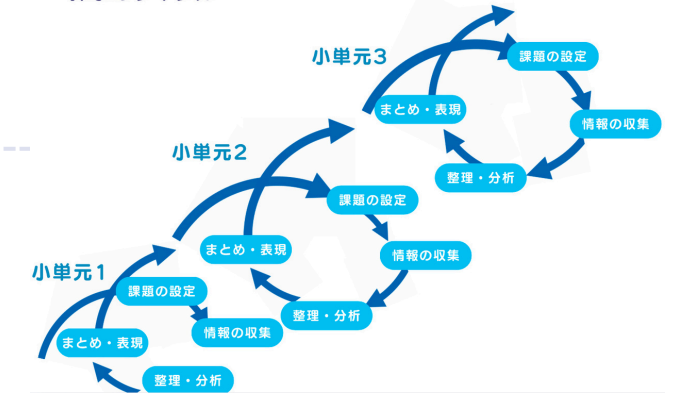 小単元3
課題の設定
まとめ・表現
情報の収集
整理・分析
小単元2
課題の設定
まとめ・表現
情報の収集
整理・分析
小単元1
課題の設定
まとめ・表現
情報の収集
整理・分析